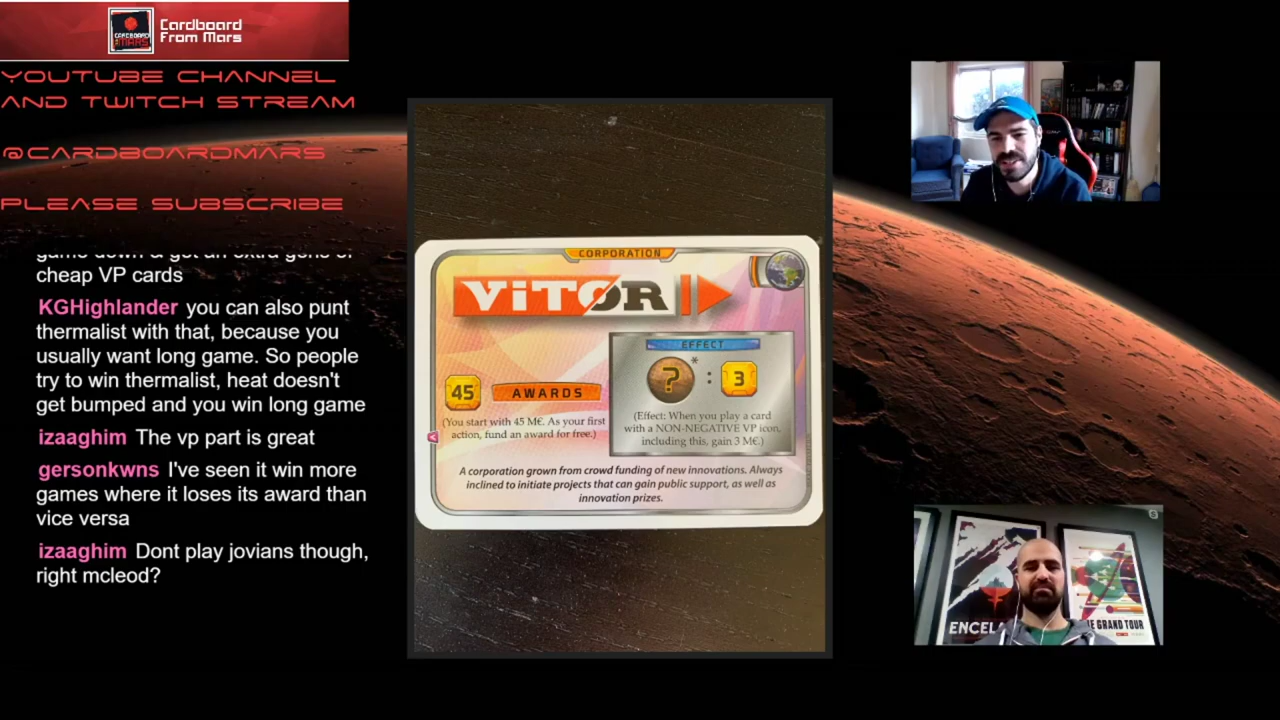 Cardboard
From Mars
CARDBOARD
MARS
YOUTUBE CHANNEL
AND TWITCH STREAM
@CARDBOARDMARS
PLEASE SUBSCRIBE
cheap VP cards
KGHighlander you can also punt
thermalist with that, because you
usually want long game. So people
try to win thermalist, heat doesn't
get bumped and you win long game
izaaghim The vp part is great
gersonkwns I've seen it win more
games where it loses its award than
vice versa
izaaghim Dont play jovians though,
right mcleod?
CORPORATION
ViTOR
EFFECT
? * : 3
45 AWARDS
(You start with 45 M€. As your first
action, fund an award for free.)
(Effect: When you play a card
with a NON-NEGATIVE VP icon,
including this, gain 3 M€.)
A corporation grown from crowd funding of new innovations. Always
inclined to initiate projects that can gain public support, as well as
innovation prizes.
ENCEL
E GRAND TOUR
S